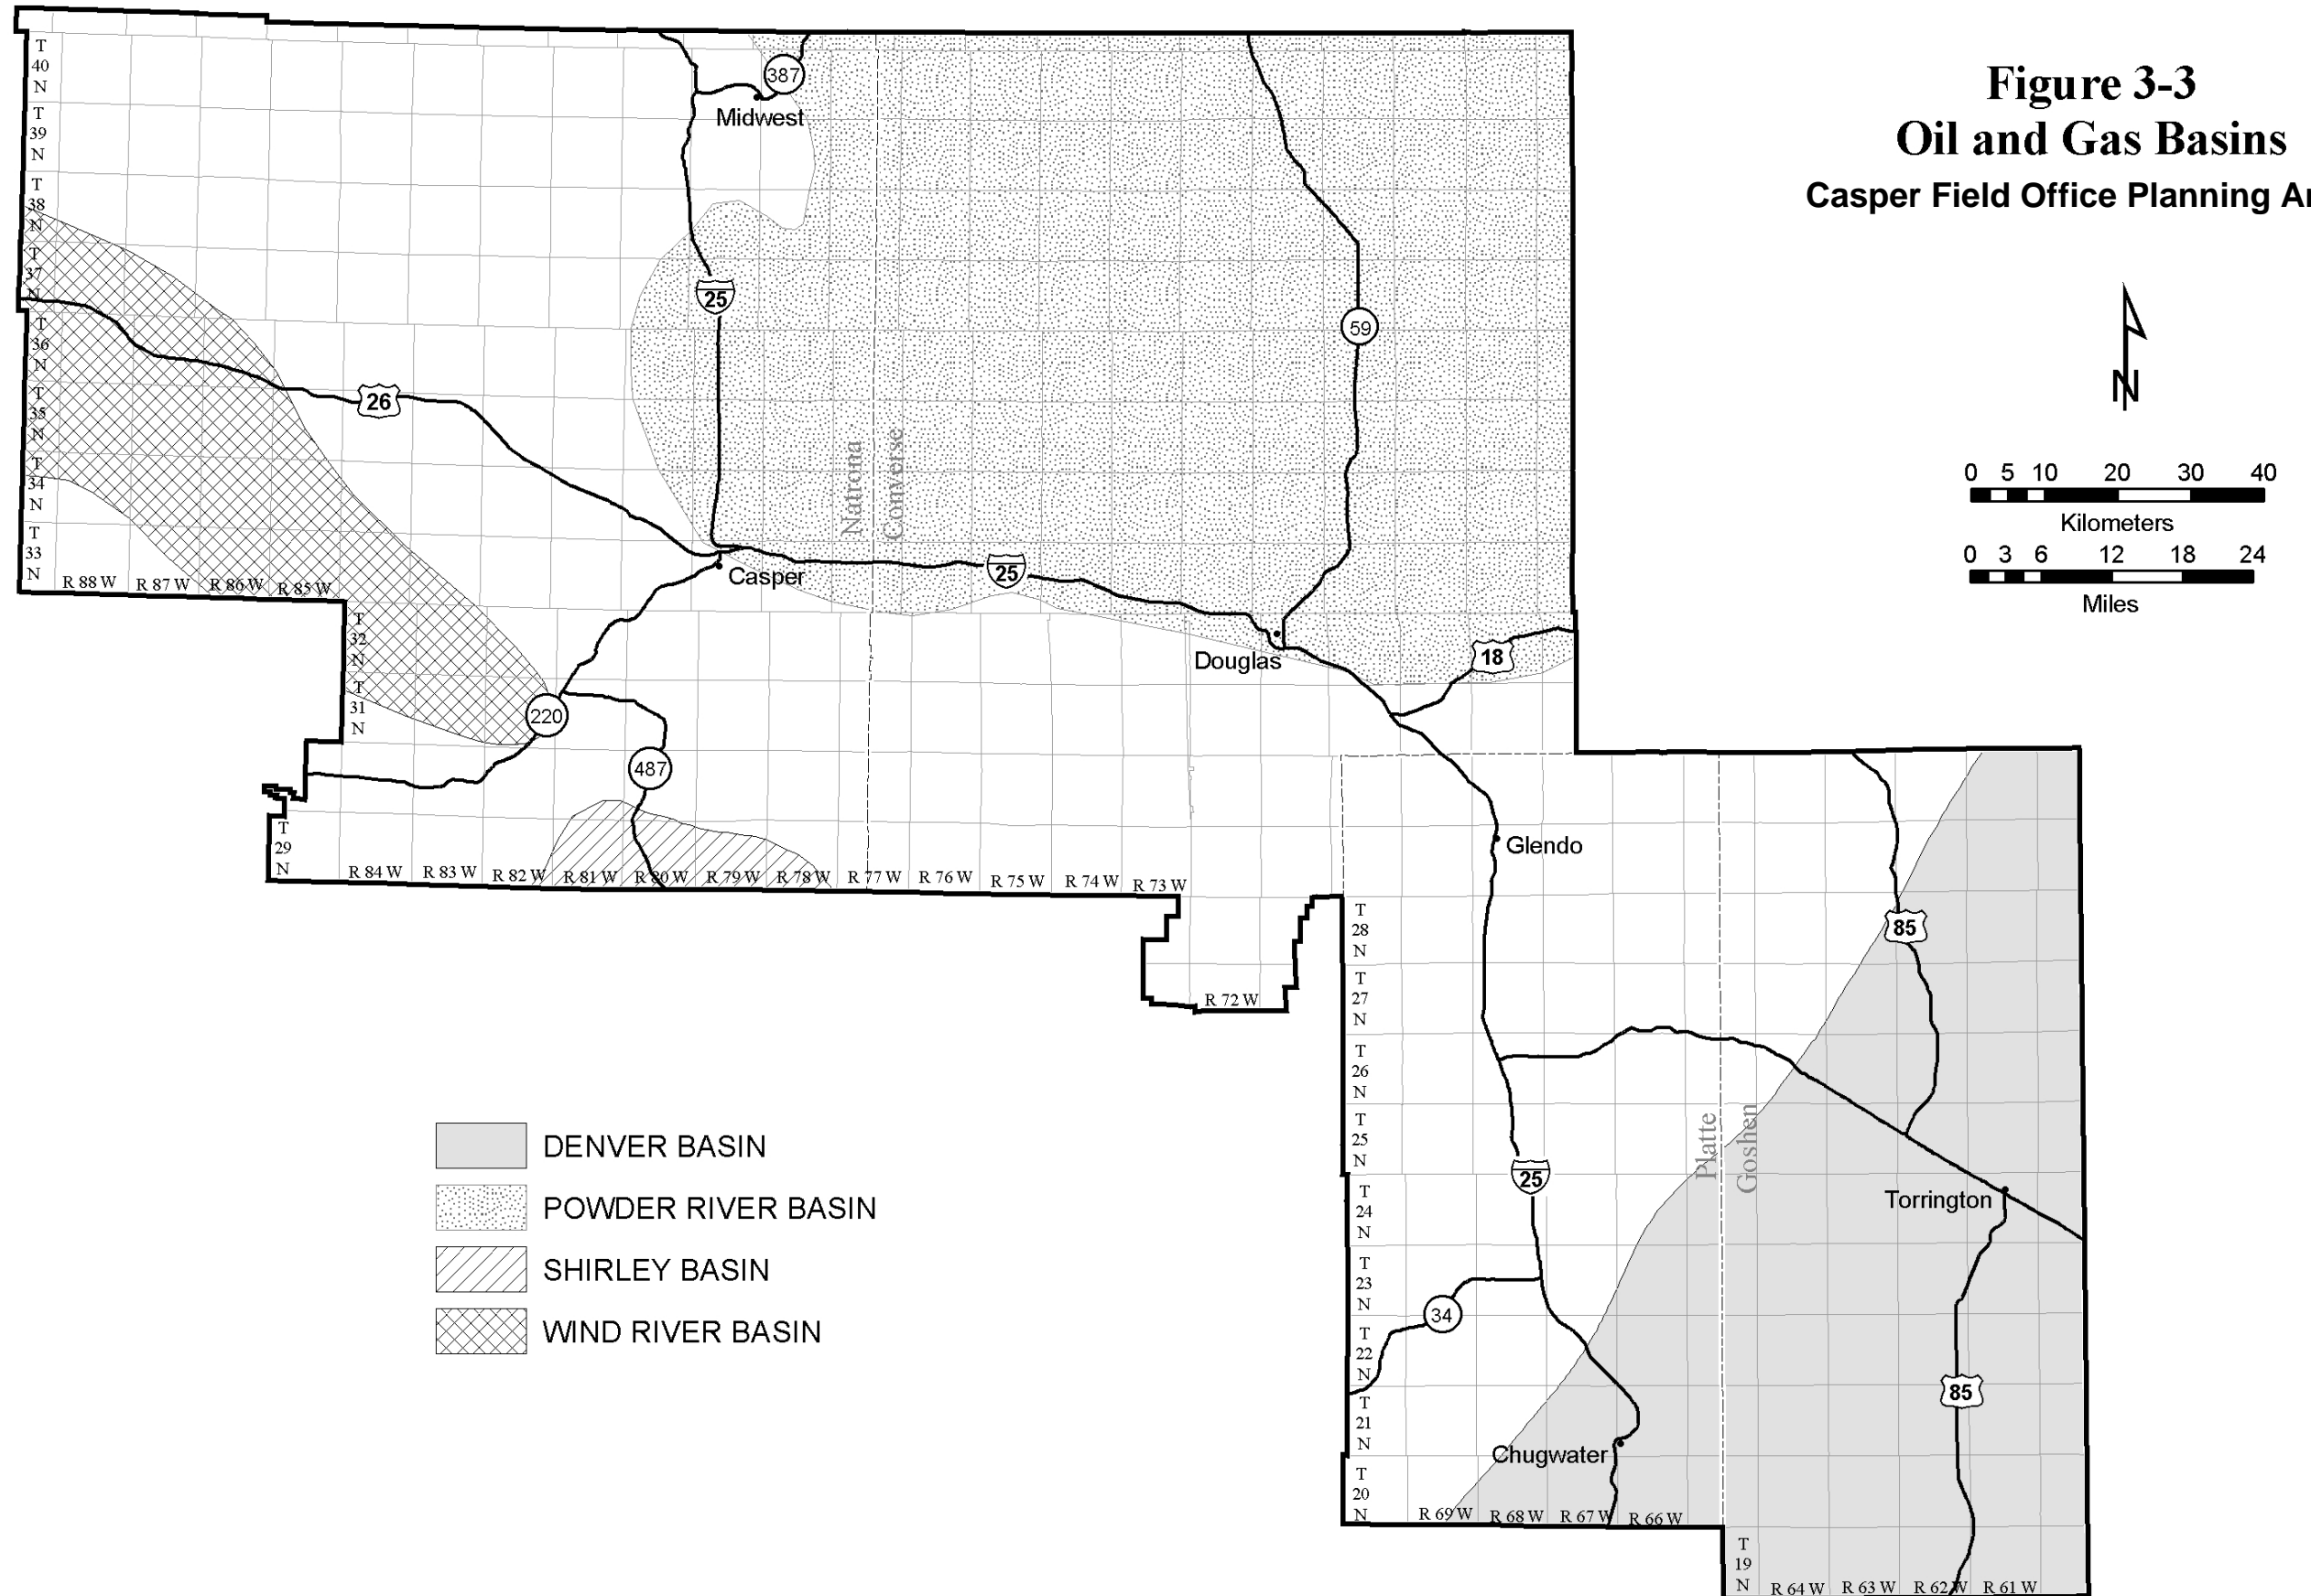 Figure 3-3
Oil and Gas Basins
Casper Field Office Planning
0 5 10 20 30 40
Kilometers
0 3 6 12 18 24
Miles
N
T
40
N
T
39
N
T
38
N
T
37
N
T
36
N
T
35
N
T
34
N
T
33
N
R 88 W R 87 W R 86 W R 85 W
387
Midwest
25
59
26
Natrona
Converse
Casper
25
Douglas
18
T
32
N
T
31
N
220
487
T
29
N
R 84 W R 83 W R 82 W R 81 W R 80 W R 79 W R 78 W R 77 W R 76 W R 75 W R 74 W R 73 W
R 72 W
Glendo
85
T
28
N
T
27
N
T
26
N
T
25
N
T
24
N
T
23
N
T
22
N
T
21
N
T
20
N
Platte
Goshen
25
Torrington
34
85
Chugwater
R 69 W R 68 W R 67 W R 66 W
T
19
N
R 64 W R 63 W R 62 W R 61 W
DENVER BASIN
POWDER RIVER BASIN
SHIRLEY BASIN
WIND RIVER BASIN